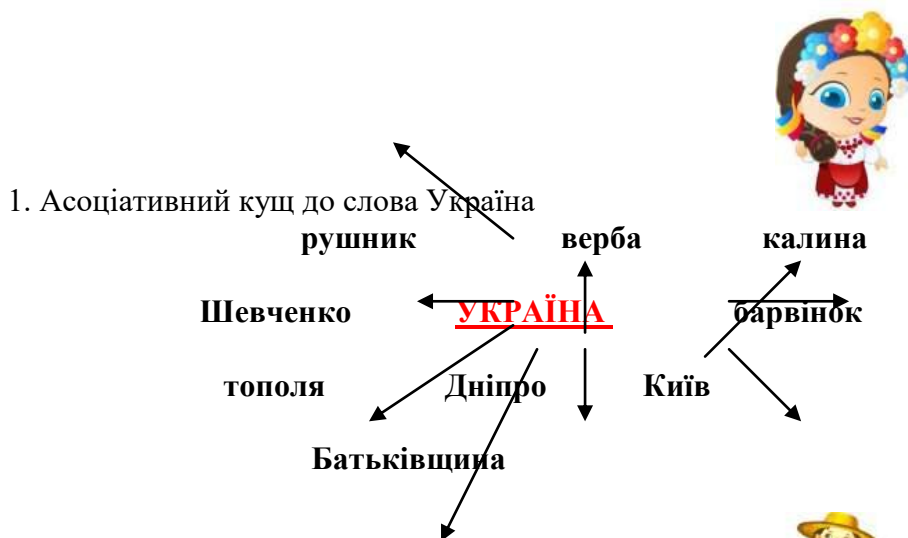 1. Асоціативний кущ до слова Україна
рушник верба калина
Шевченко УКРАЇНА барвінок
тополя Дніпро Київ
Батьківщина